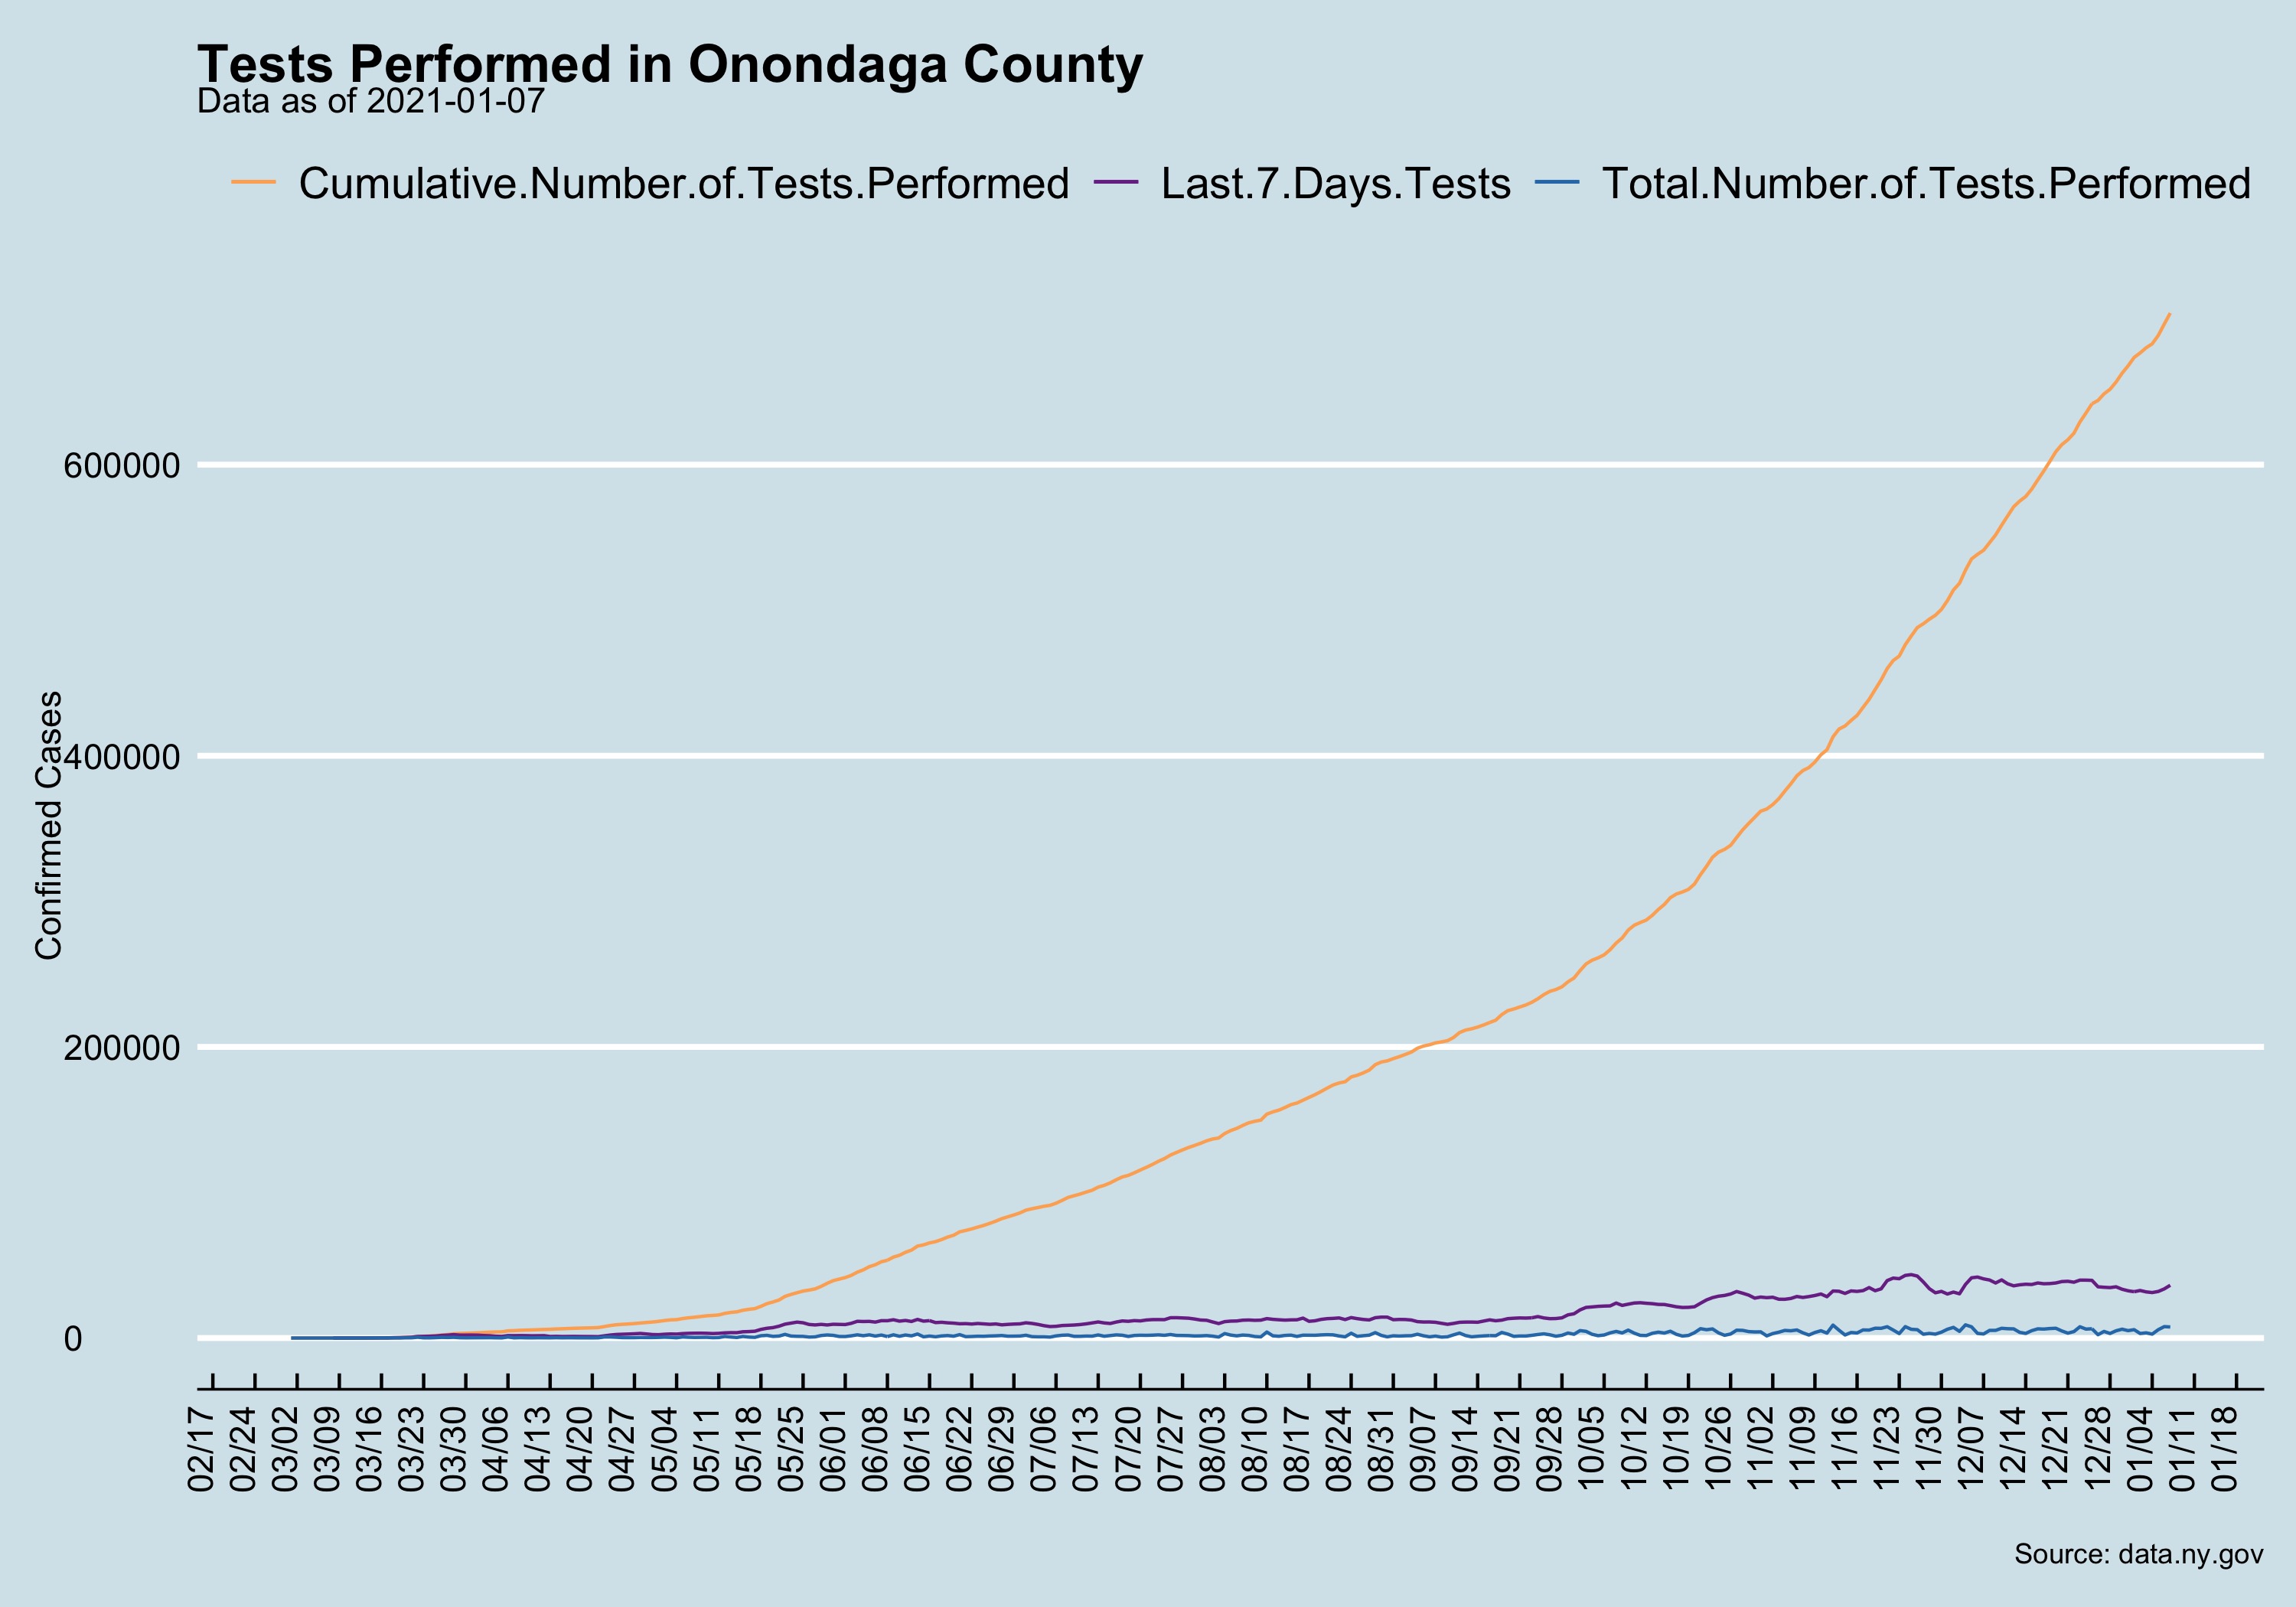 Tests Performed in Onondaga County
Data as of 2021-01-07
Cumulative.Number.of.Tests.Performed Last.7.Days.Tests Total.Number.of.Tests.Performed
Confirmed Cases
600000
400000
200000
0
02/17 02/24 03/02 03/09 03/16 03/23 03/30 04/06 04/13 04/20 04/27 05/04 05/11 05/18 05/25 06/01 06/08 06/15 06/22 06/29 07/06 07/13 07/20 07/27 08/03 08/10 08/17 08/24 08/31 09/07 09/14 09/21 09/28 10/05 10/12 10/19 10/26 11/02 11/09 11/16 11/23 11/30 12/07 12/14 12/21 12/28 01/04 01/11 01/18
Source: data.ny.gov